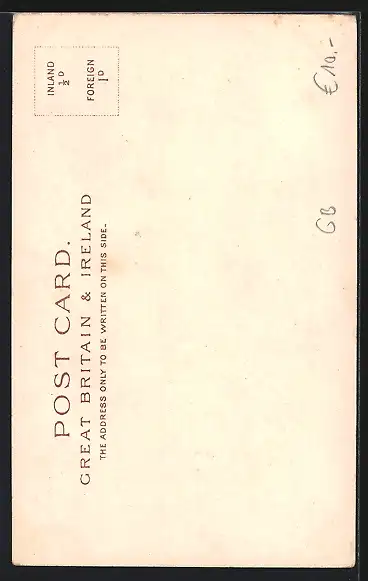 POST CARD.
GREAT BRITAIN & IRELAND
THE ADDRESS ONLY TO BE WRITTEN ON THIS SIDE.
INLAND
½ D
FOREIGN
1D
GB
€ 10.-